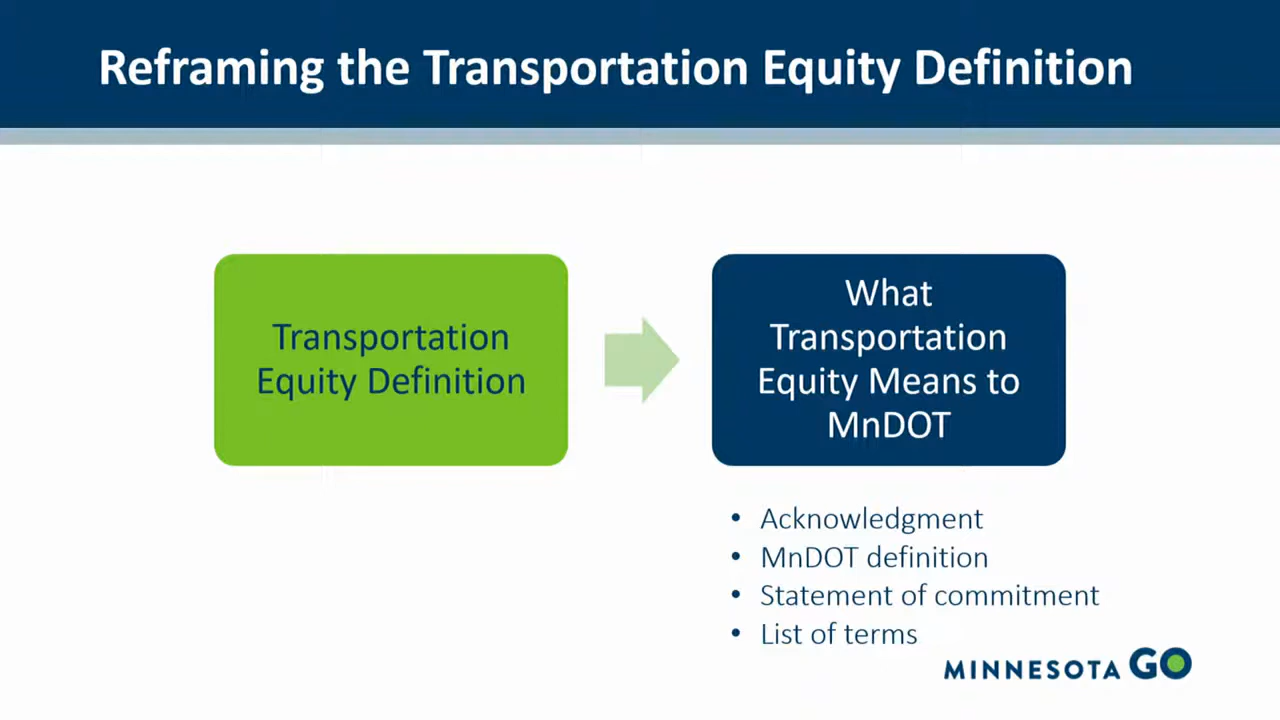 Reframing the Transportation Equity Definition
Transportation
Equity Definition
What
Transportation
Equity Means to
MnDOT
• Acknowledgment
• MnDOT definition
• Statement of commitment
• List of terms
MINNESOTA GO